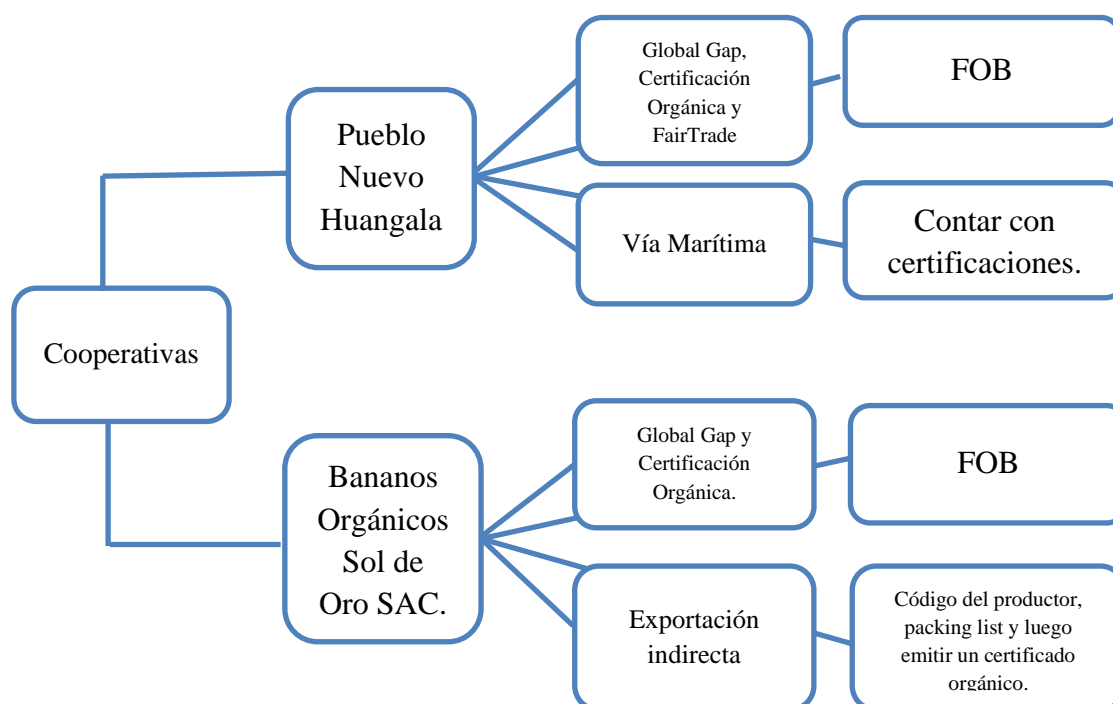 Global Gap,
Certificación
Orgánica y
FairTrade
FOB
Pueblo
Nuevo
Huangala
Vía Marítima
Contar con
certificaciones.
Cooperativas
Global Gap y
Certificación
Orgánica.
FOB
Bananos
Orgánicos
Sol de
Oro SAC.
Exportación
indirecta
Código del productor,
packing list y luego
emitir un certificado
orgánico.